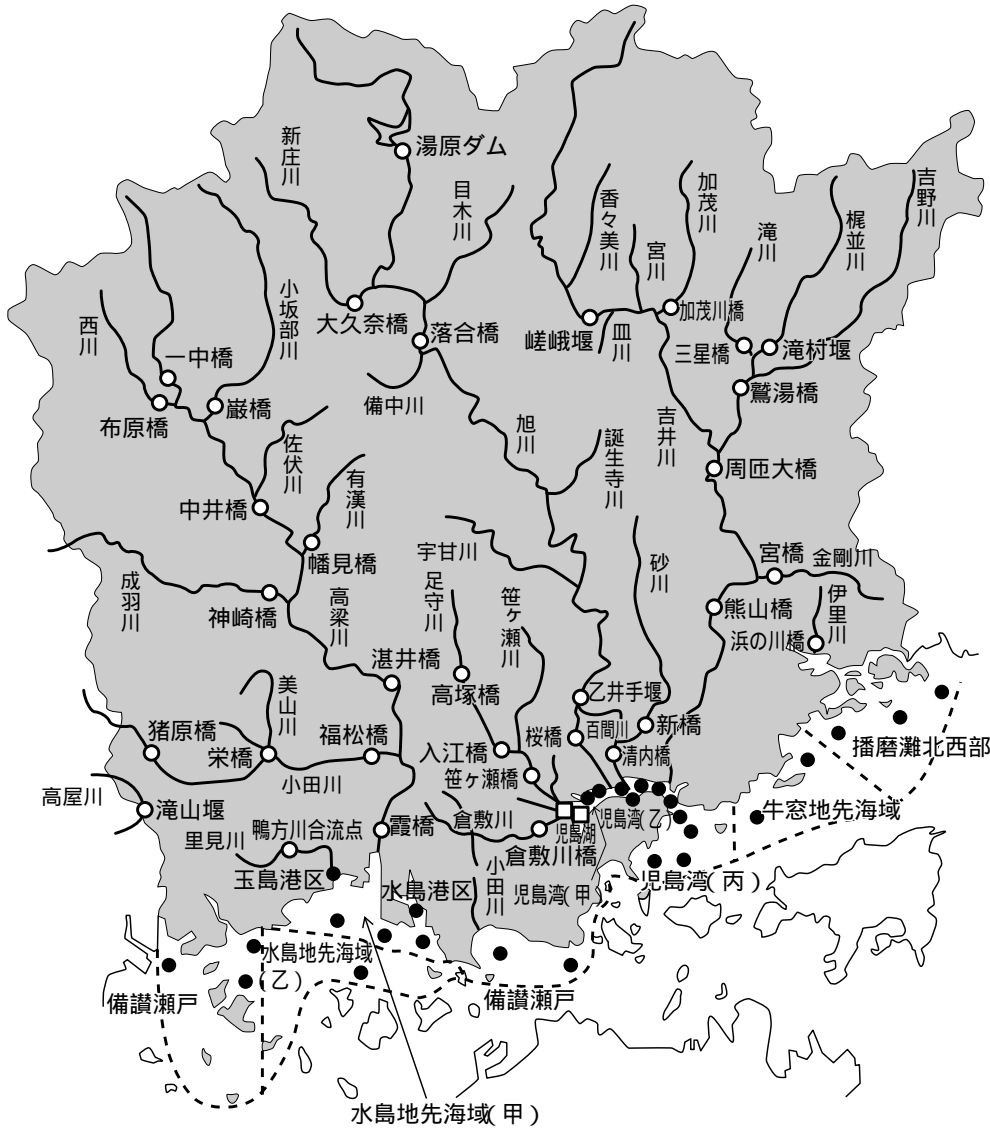 新庄川
湯原ダム
目木川
香々美川
加茂川
宮川
滝川
梶並川
吉野川
小坂部川
西川
大久奈橋
落合橋
嵯峨堰
皿川
加茂川橋
三星橋
滝村堰
一中橋
鷲湯橋
布原橋
巌橋
備中川
佐伏川
旭川
誕生寺川
吉井川
周匝大橋
有漢川
中井橋
幡見橋
宇甘川
砂川
宮橋
金剛川
成羽川
神崎橋
高梁川
足守川
笹ヶ瀬川
熊山橋
伊里川
浜の川橋
湛井橋
高塚橋
乙井手堰
美山川
猪原橋
栄橋
福松橋
入江橋
桜橋
百間川
新橋
清内橋
播磨灘北西部
小田川
笹ヶ瀬橋
高屋川
滝山堰
里見川
鴨方川合流点
霞橋
倉敷川
児島湖
児島湾(乙)
牛窓地先海域
倉敷川橋
玉島港区
水島港区
小田川
児島湾(甲)
児島湾(丙)
水島地先海域
(乙)
備讃瀬戸
備讃瀬戸
水島地先海域(甲)